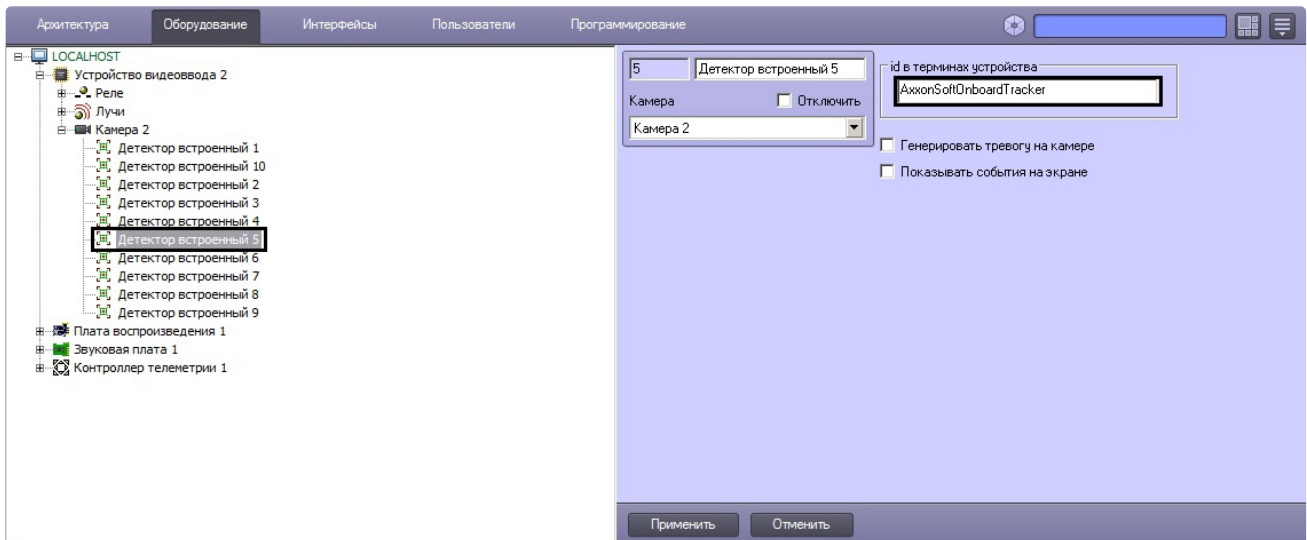 Архитектура Оборудование Интерфейсы Пользователи Программирование
LOCALHOST
Устройство видеоввода 2
Реле
Лучи
Камера 2
Детектор встроенный 1
Детектор встроенный 10
Детектор встроенный 2
Детектор встроенный 3
Детектор встроенный 4
Детектор встроенный 5
Детектор встроенный 6
Детектор встроенный 7
Детектор встроенный 8
Детектор встроенный 9
Плата воспроизведения 1
Звуковая плата 1
Контроллер телеметрии 1
5 Детектор встроенный 5
Камера Отключить
Камера 2
id в терминах устройства
AxxonSoftOnboardTracker
Генерировать тревогу на камере
Показывать события на экране
Применить Отменить